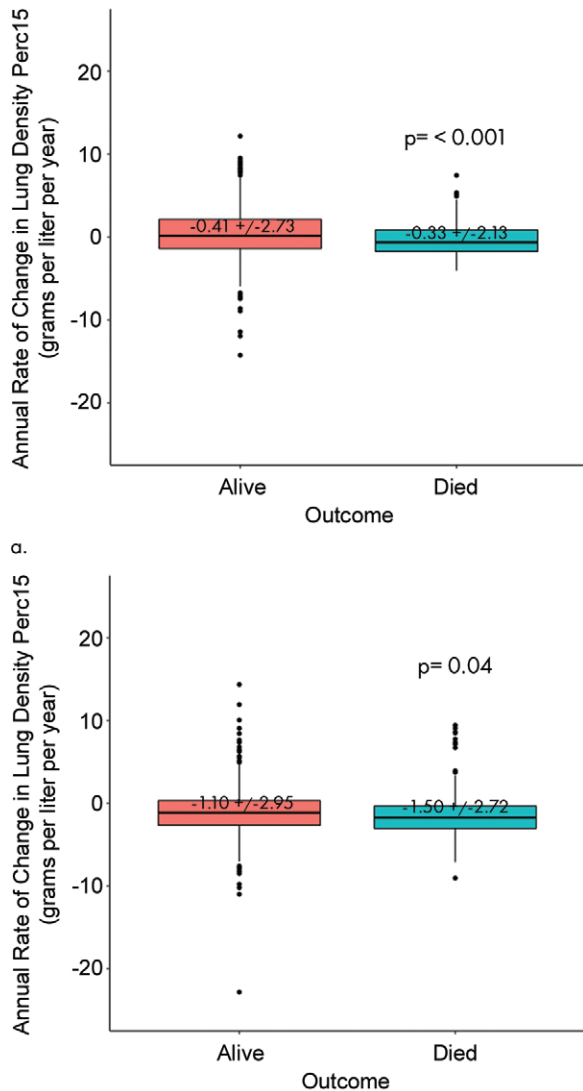 Annual Rate of Change in Lung Density Perc15
(grams per liter per year)
20
10
0
-10
-20
p= < 0.001
-0.41 +/-2.73
-0.33 +/-2.13
Alive
Died
Outcome
a.
Annual Rate of Change in Lung Density Perc15
(grams per liter per year)
20
10
0
-10
-20
p= 0.04
-1.10 +/-2.95
-1.50 +/-2.72
Alive
Died
Outcome